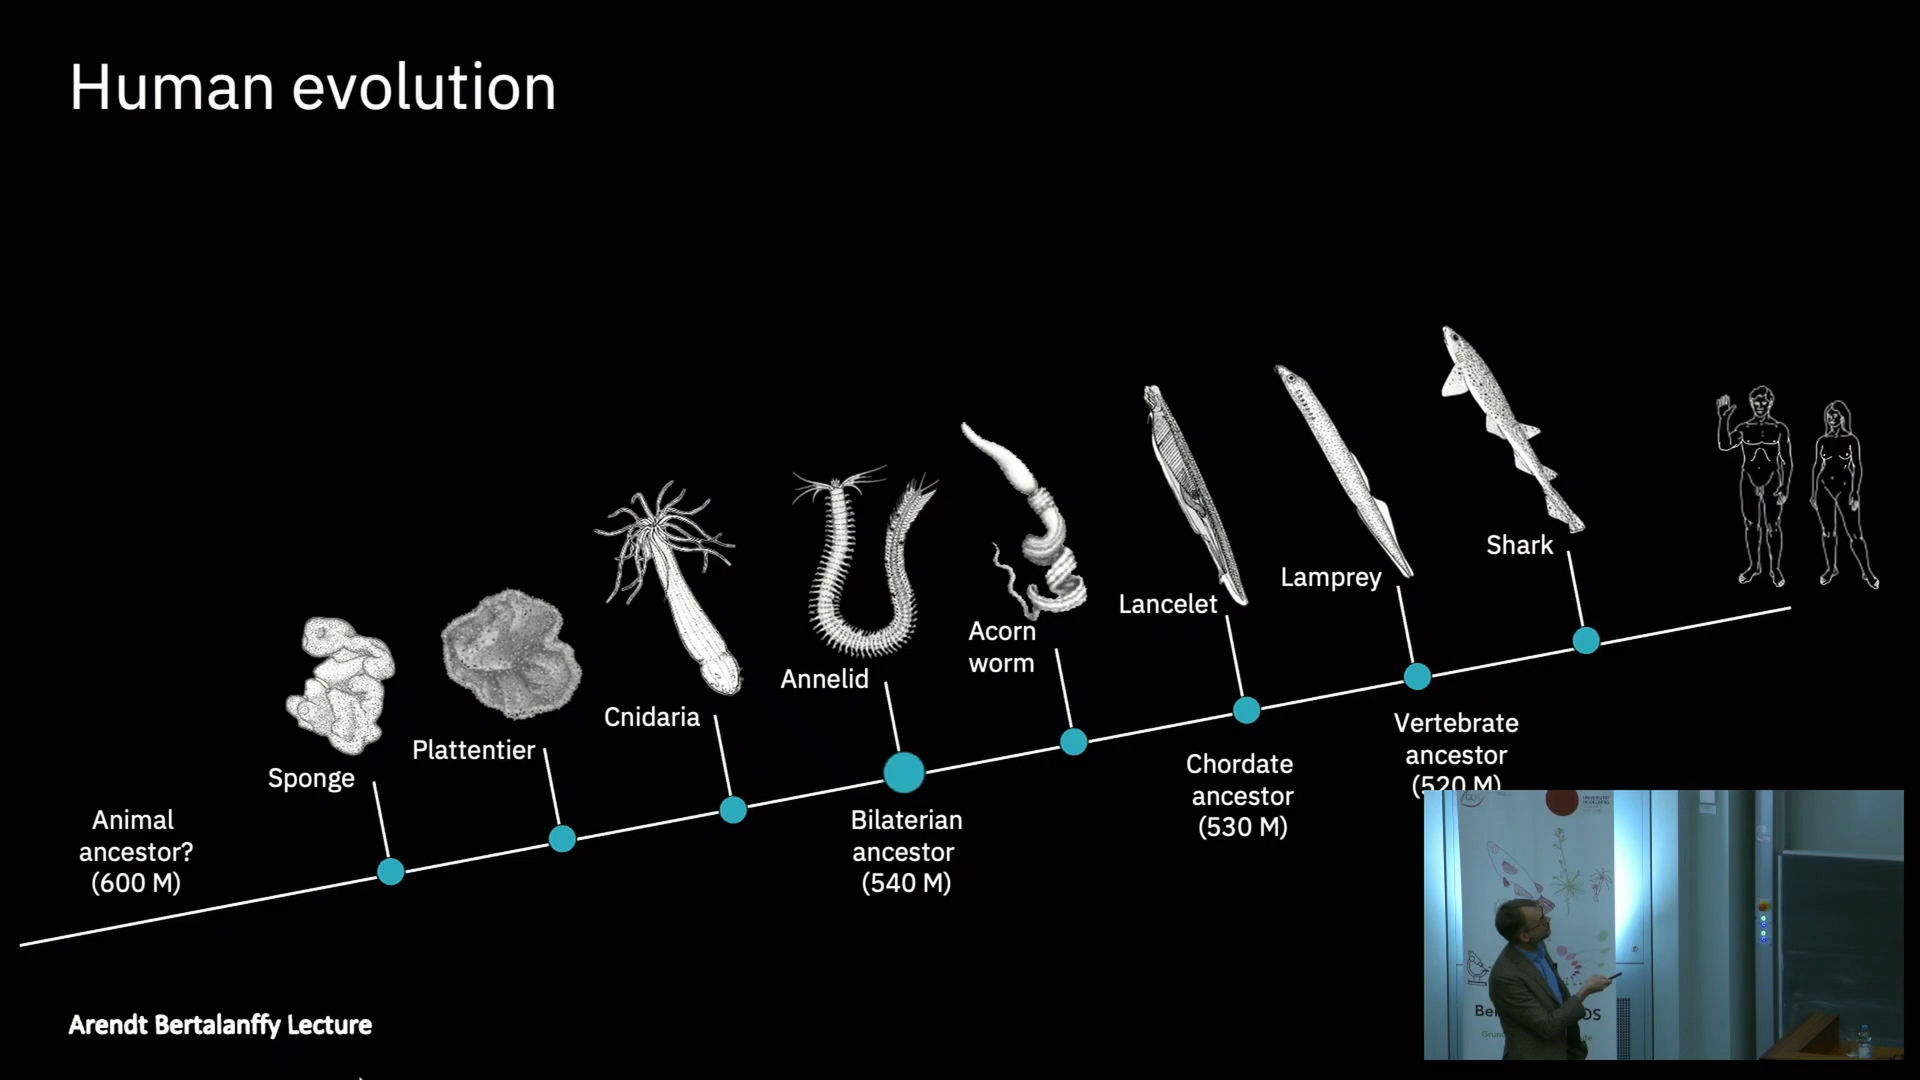 Human evolution
Shark
Lamprey
Lancelet
Acorn
worm
Annelid
Cnidaria
Plattentier
Sponge
Animal
ancestor?
(600 M)
Bilaterian
ancestor
(540 M)
Chordate
ancestor
(530 M)
Vertebrate
ancestor
(520 M)
Arendt Bertalanffy Lecture